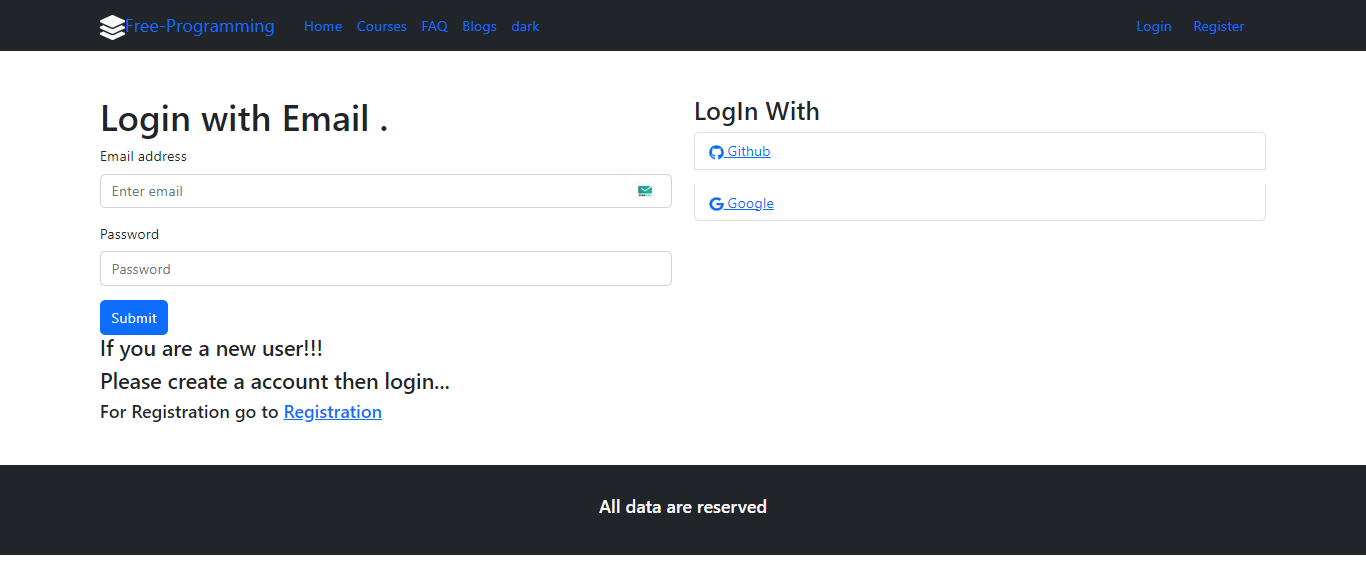 Free-Programming Home Courses FAQ Blogs dark Login Register
Login with Email .
Email address
Enter email
Password
Password
Submit
If you are a new user!!!
Please create a account then login...
For Registration go to Registration
LogIn With
Github
Google
All data are reserved